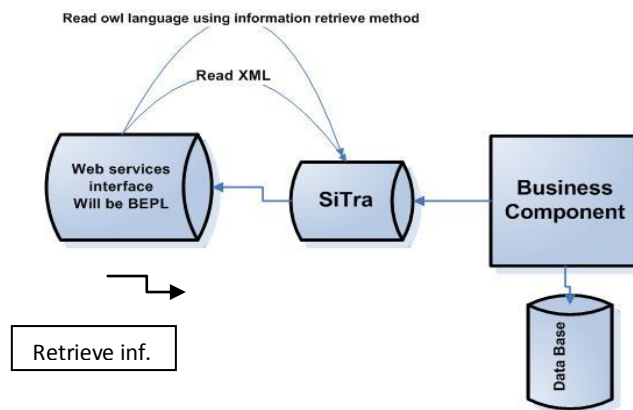 Read owl language using information retrieve method
Read XML
Web services
interface
Will be BEPL
SiTra
Business
Component
Data Base
Retrieve inf.